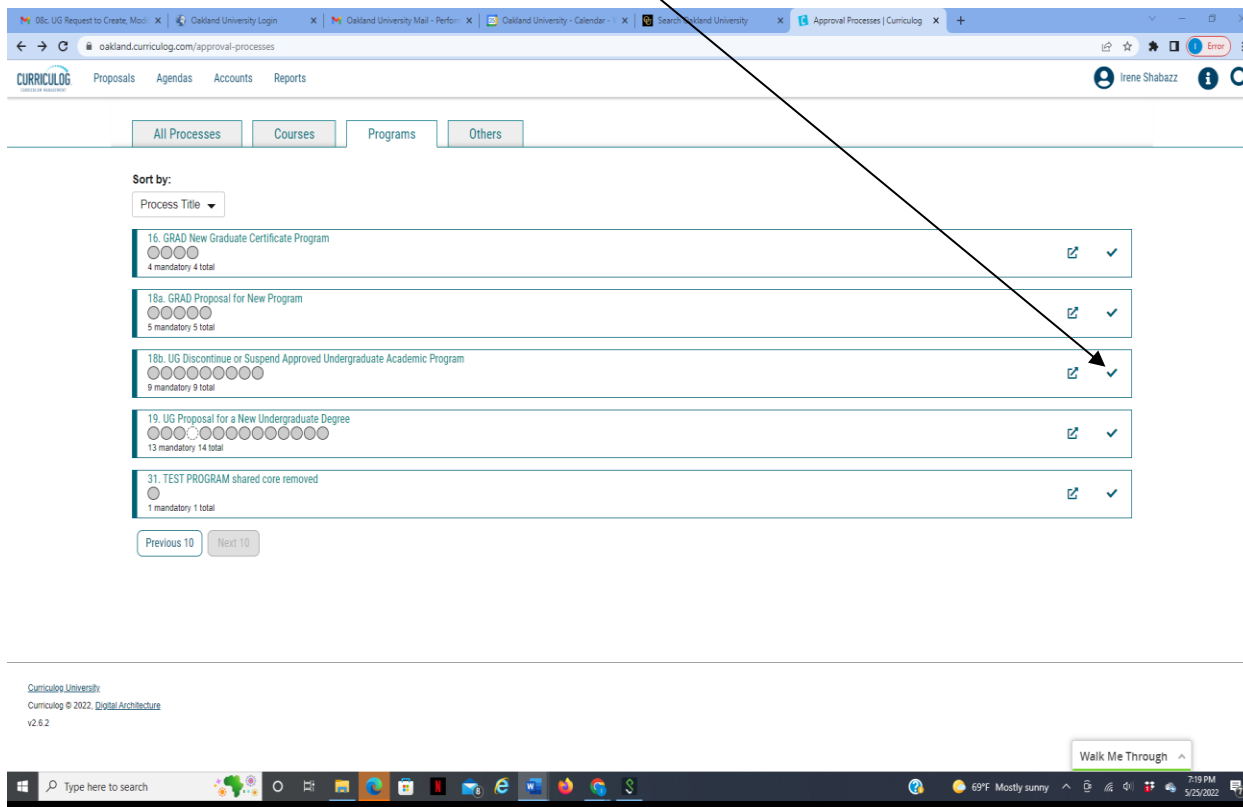 08c. UG Request to Create, Modi
Oakland University Login
Oakland University Mail - Perform
Oakland University - Calendar -
Search Oakland University
Approval Processes | Curriculog
oakland.curriculog.com/approval-processes
Error
CURRICULOG
Proposals Agendas Accounts Reports
Irene Shabazz
All Processes Courses Programs Others
Sort by:
Process Title
16. GRAD New Graduate Certificate Program
4 mandatory 4 total
18a. GRAD Proposal for New Program
5 mandatory 5 total
18b. UG Discontinue or Suspend Approved Undergraduate Academic Program
9 mandatory 9 total
19. UG Proposal for a New Undergraduate Degree
13 mandatory 14 total
31. TEST PROGRAM shared core removed
1 mandatory 1 total
Previous 10 Next 10
Curriculog University
Curriculog © 2022, Digital Architecture
v2.6.2
Walk Me Through
Type here to search
69°F Mostly sunny
7:19 PM
5/25/2022